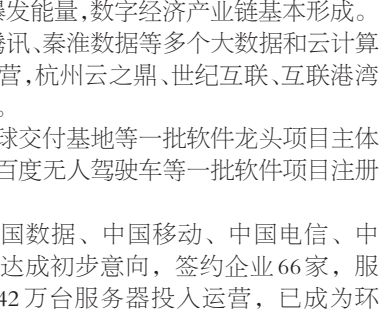 爆发能量,数字经济产业链基本形成。
腾讯、秦淮数据等多个大数据和云计算
营,杭州云之鼎、世纪互联、互联港湾
。
球交付基地等一批软件龙头项目主体
百度无人驾驶车等一批软件项目注册
国数据、中国移动、中国电信、中
达成初步意向，签约企业66家，服
42万台服务器投入运营，已成为环